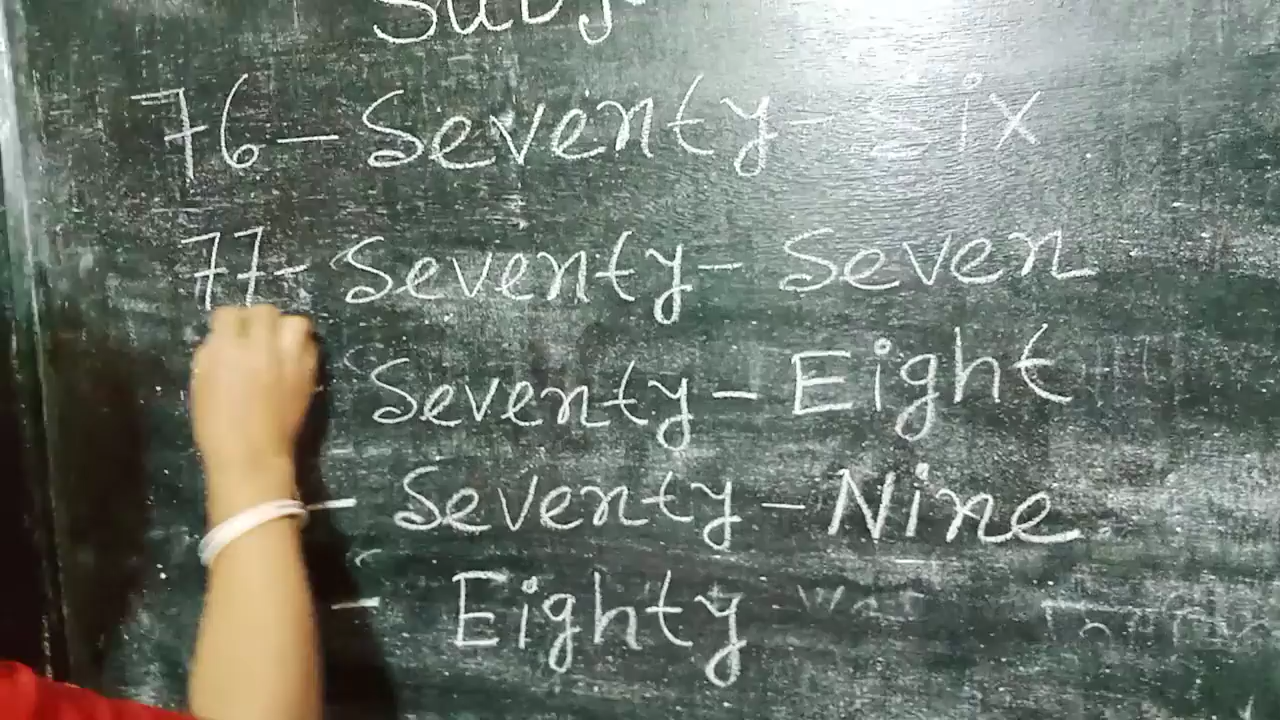 76 - Seventy - Six
77 - Seventy - Seven
Seventy - Eight
- Seventy - Nine
- Eighty